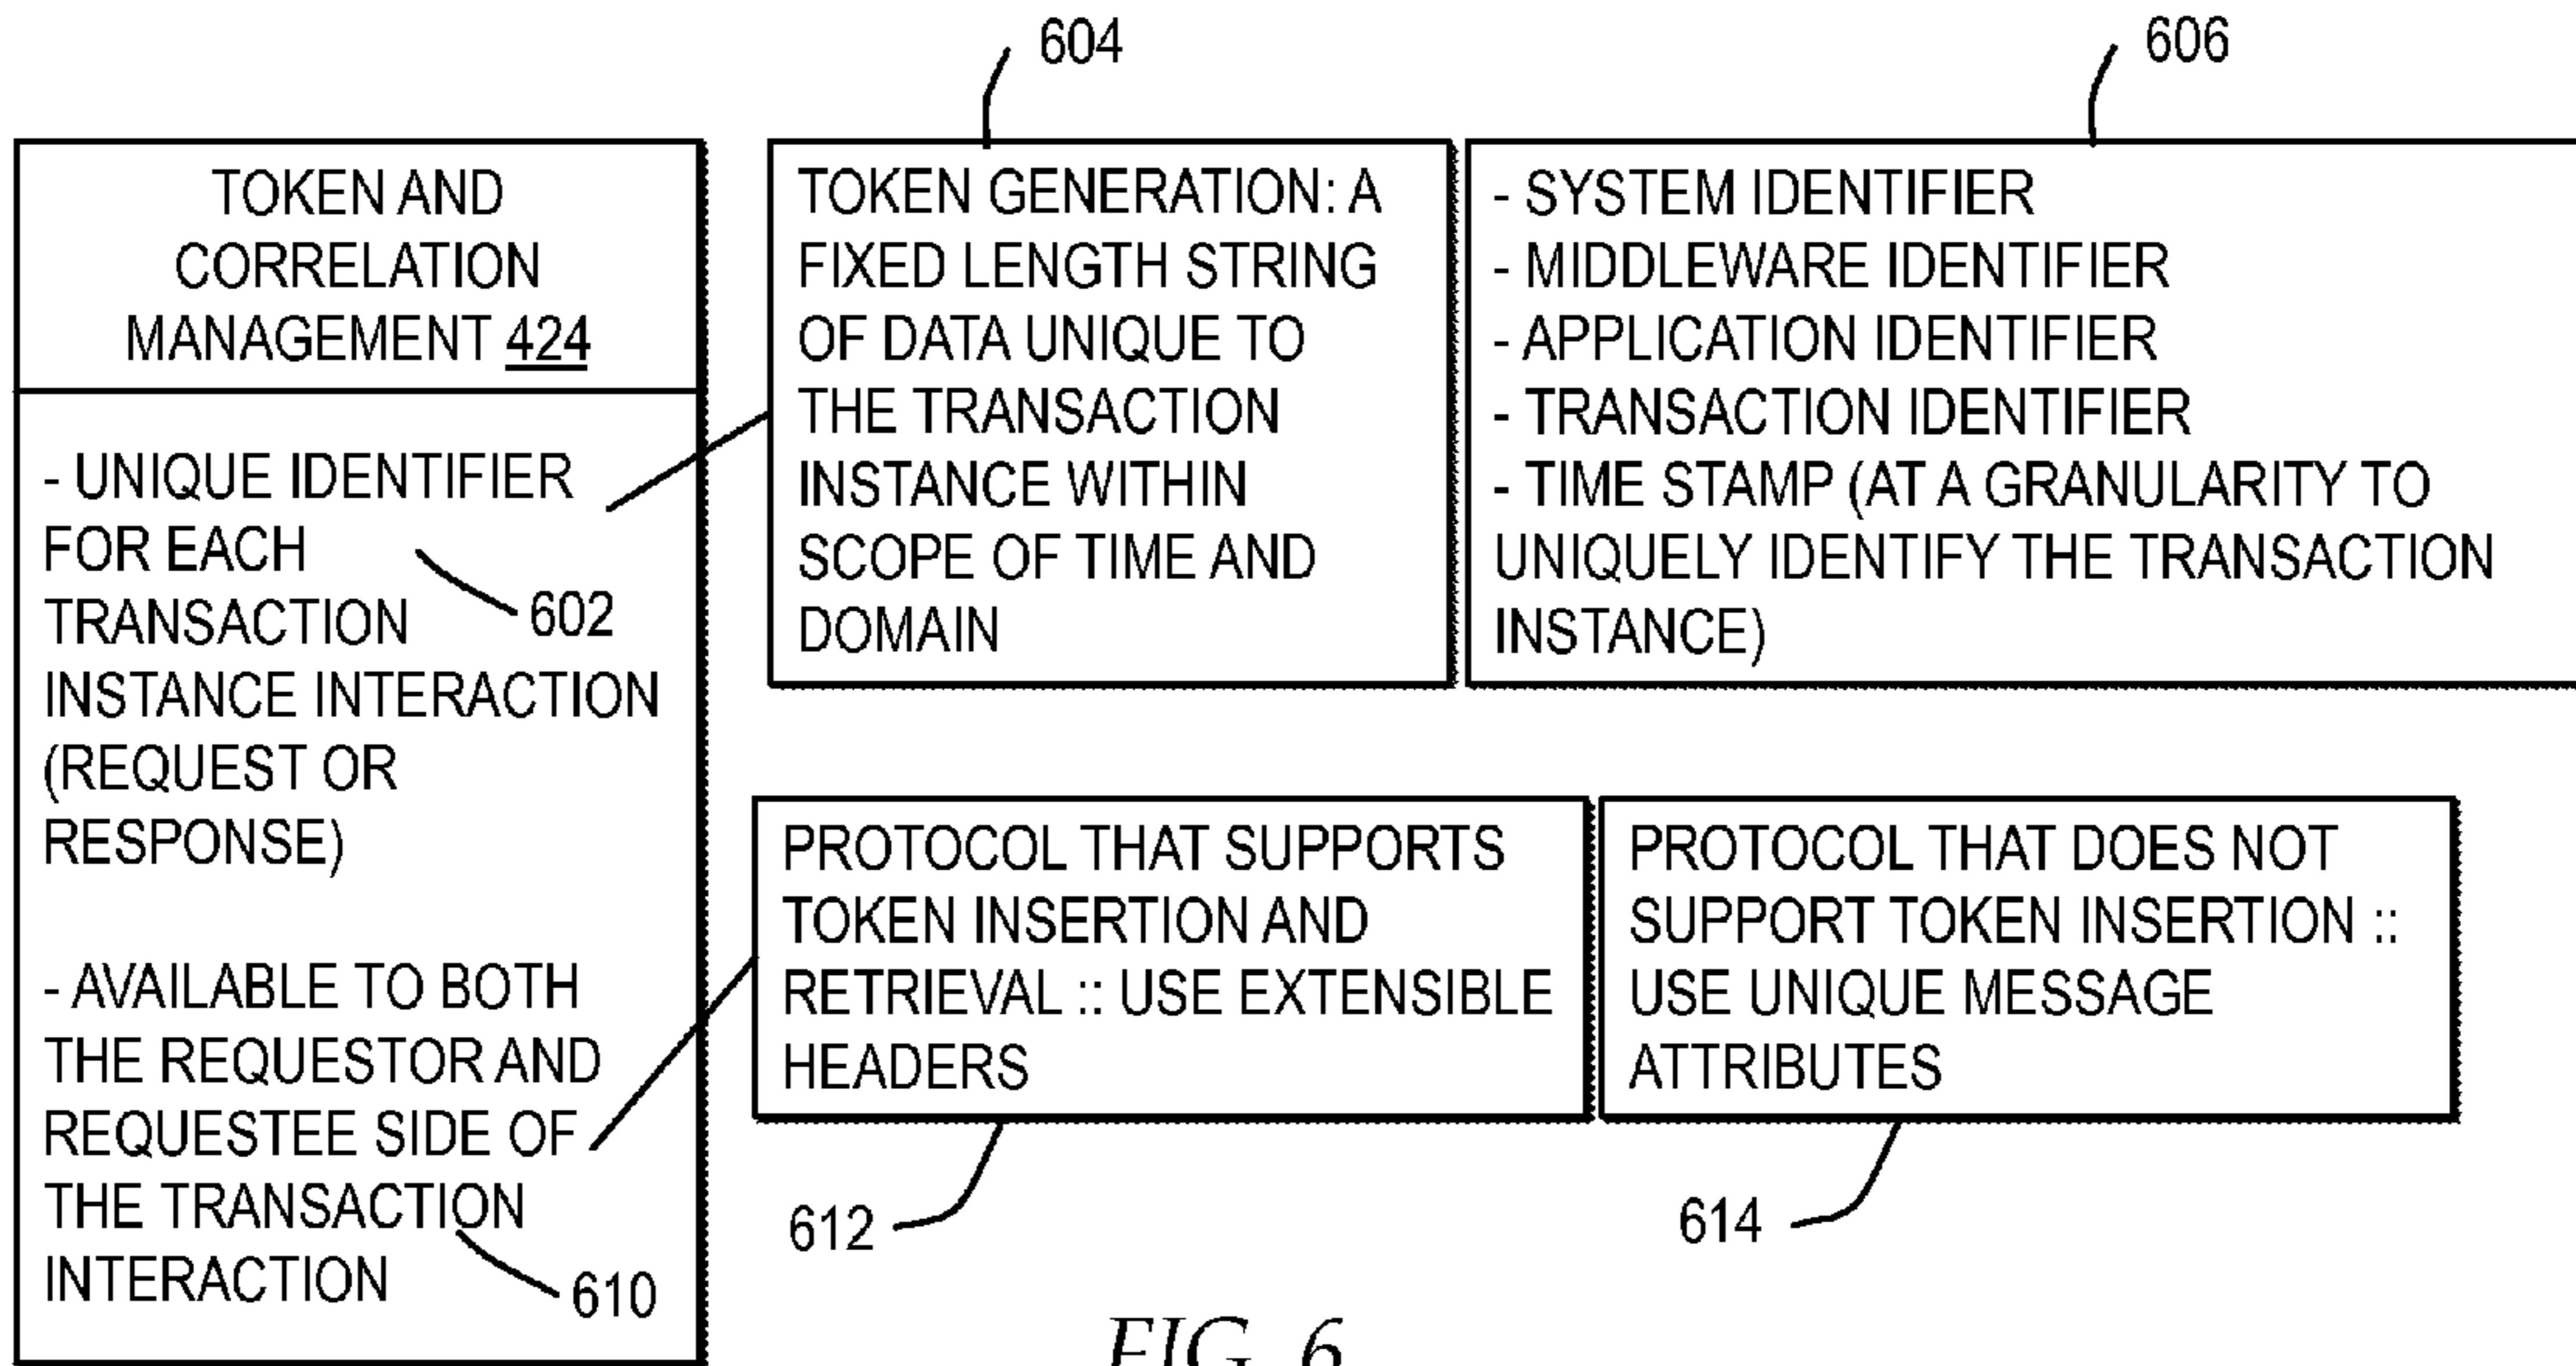 604
606
TOKEN AND
CORRELATION
MANAGEMENT 424
- UNIQUE IDENTIFIER
FOR EACH
TRANSACTION
602
INSTANCE INTERACTION
(REQUEST OR
RESPONSE)
- AVAILABLE TO BOTH
THE REQUESTOR AND
REQUESTEE SIDE OF
THE TRANSACTION
INTERACTION
610
TOKEN GENERATION: A
FIXED LENGTH STRING
OF DATA UNIQUE TO
THE TRANSACTION
INSTANCE WITHIN
SCOPE OF TIME AND
DOMAIN
- SYSTEM IDENTIFIER
- MIDDLEWARE IDENTIFIER
- APPLICATION IDENTIFIER
- TRANSACTION IDENTIFIER
- TIME STAMP (AT A GRANULARITY TO
UNIQUELY IDENTIFY THE TRANSACTION
INSTANCE)
PROTOCOL THAT SUPPORTS
TOKEN INSERTION AND
RETRIEVAL :: USE EXTENSIBLE
HEADERS
612
PROTOCOL THAT DOES NOT
SUPPORT TOKEN INSERTION ::
USE UNIQUE MESSAGE
ATTRIBUTES
614
FIG. 6